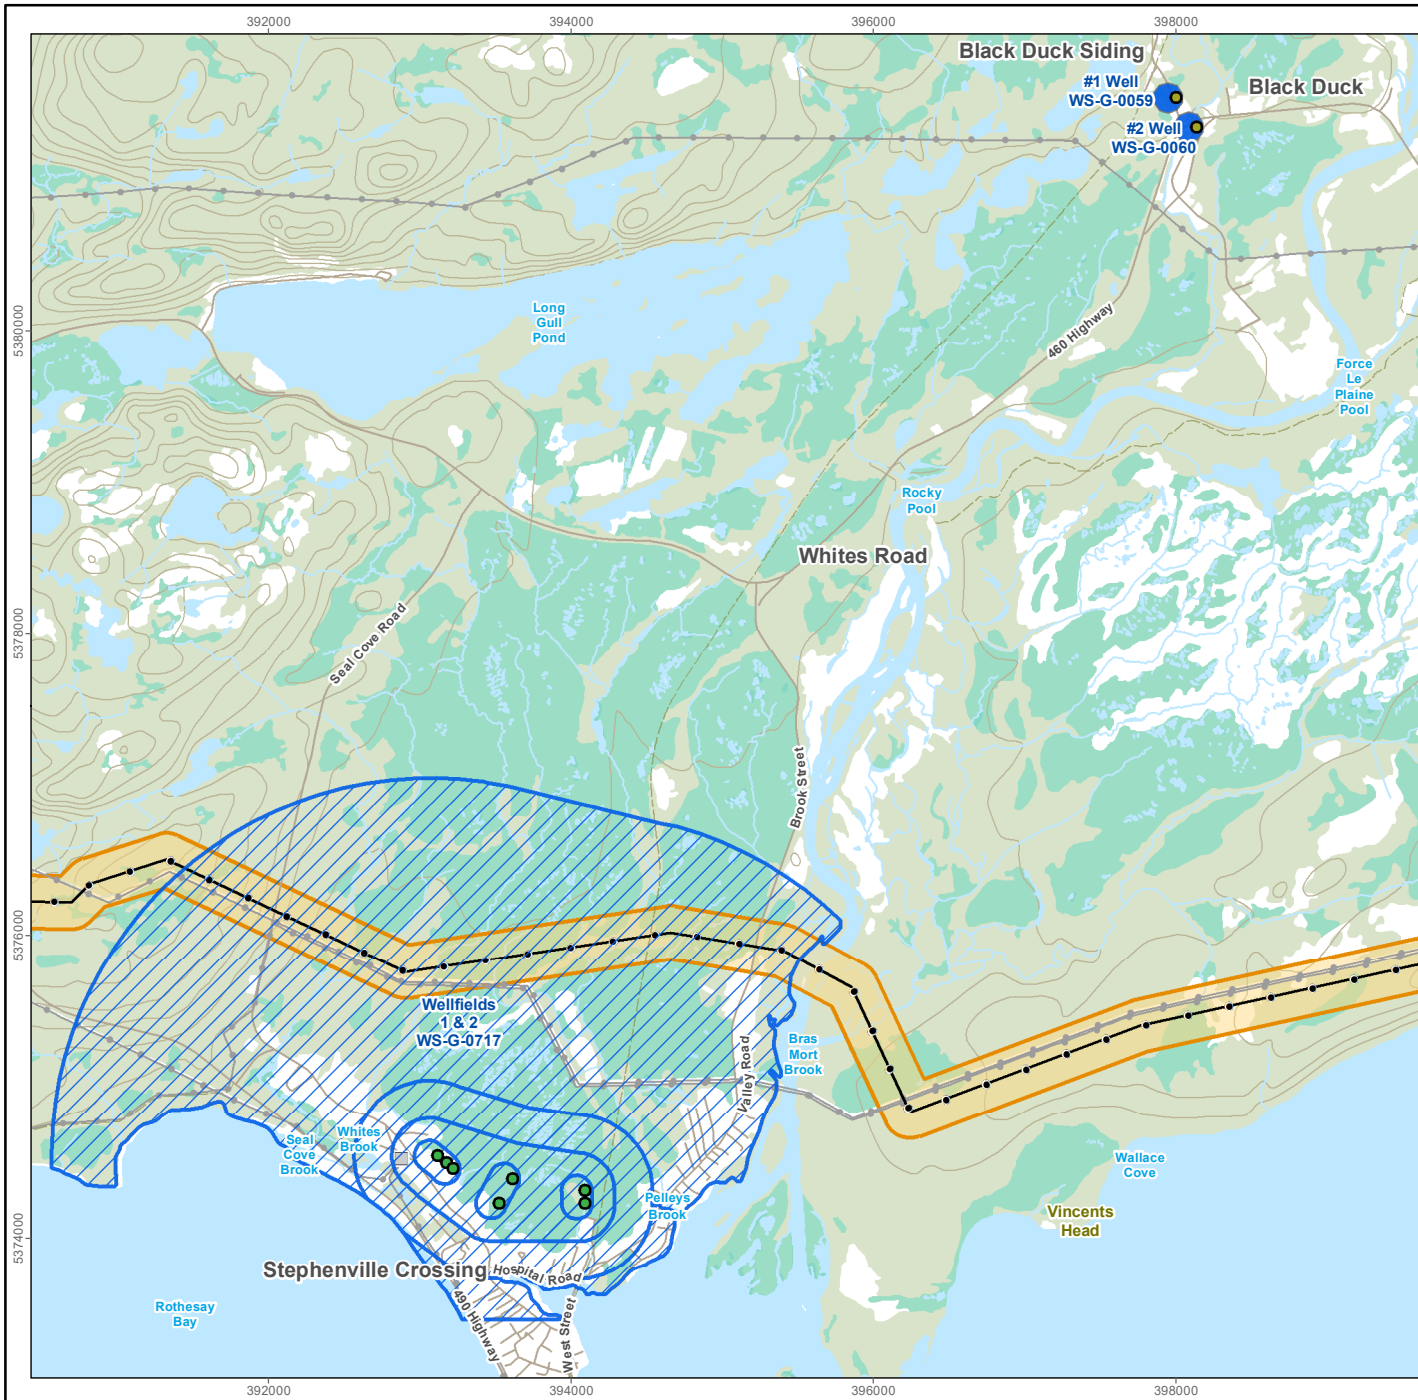 392000
394000
396000
398000
Black Duck Siding
#1 Well
WS-G-0059
Black Duck
#2 Well
WS-G-0060
5380000
Long
Gull
Pond
460 Highway
Force
Le
Plaine
Pool
Rocky
Pool
Whites Road
5378000
Seal Cove Road
Brook Street
5376000
Wellfields
1 & 2
WS-G-0717
Bras
Mort
Brook
Valley Road
Whites
Brook
Seal
Cove
Brook
Wallace
Cove
Pelleys
Brook
Vincents
Head
5374000
Stephenville Crossing
Hospital Road
Rothesay
Bay
490 Highway
West Street
392000
394000
396000
398000